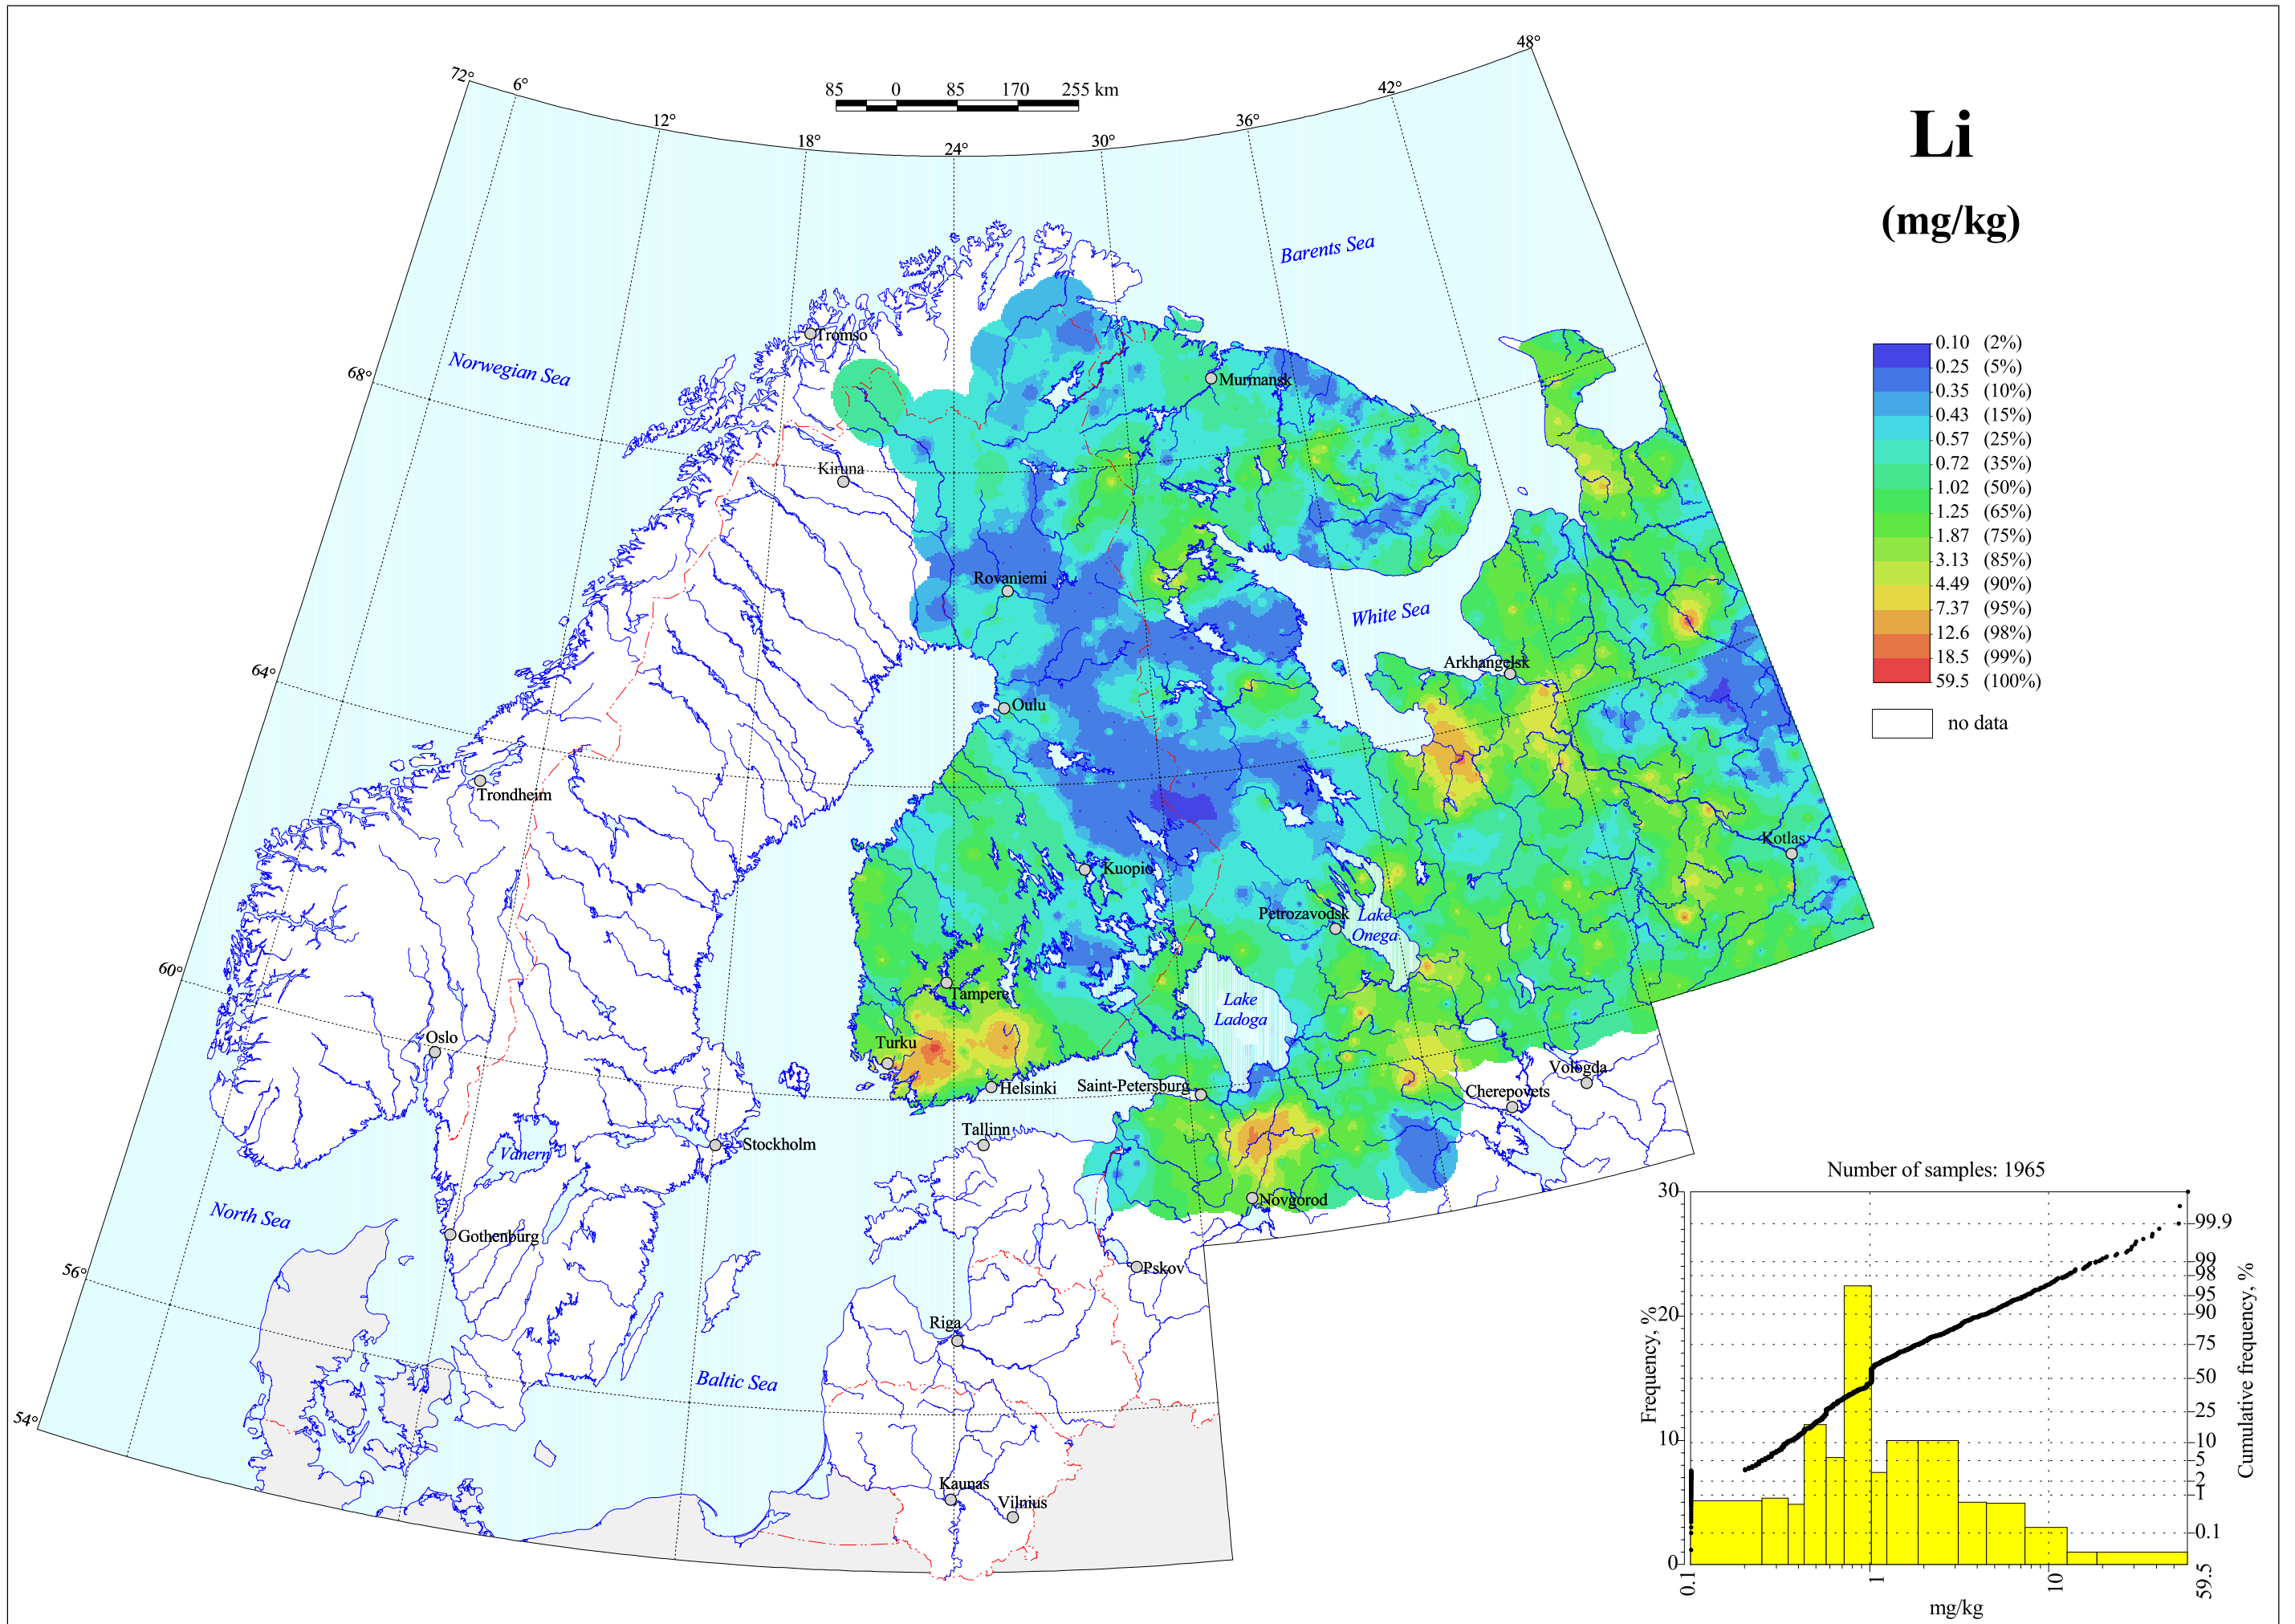 Li
(mg/kg)
72°
6°
12°
18°
24°
30°
36°
42°
48°
68°
64°
60°
56°
54°
85 0 85 170 255 km
Barents Sea
Norwegian Sea
Tromso
Murmansk
Kiruna
Rovaniemi
White Sea
Arkhangelsk
Oulu
Trondheim
Kotlas
Kuopio
Petrozavodsk
Lake
Onega
Tampere
Lake
Ladoga
Oslo
Turku
Helsinki
Saint-Petersburg
Vologda
Cherepovets
Stockholm
Tallinn
Vanern
Novgorod
North Sea
Gothenburg
Pskov
Riga
Baltic Sea
Kaunas
Vilnius
0.10 (2%)
0.25 (5%)
0.35 (10%)
0.43 (15%)
0.57 (25%)
0.72 (35%)
1.02 (50%)
1.25 (65%)
1.87 (75%)
3.13 (85%)
4.49 (90%)
7.37 (95%)
12.6 (98%)
18.5 (99%)
59.5 (100%)
no data
Number of samples: 1965
Frequency, %
30
20
10
0
Cumulative frequency, %
99.9
99
98
95
90
75
50
25
10
5
2
1
0.1
0.1
1
10
59.5
mg/kg